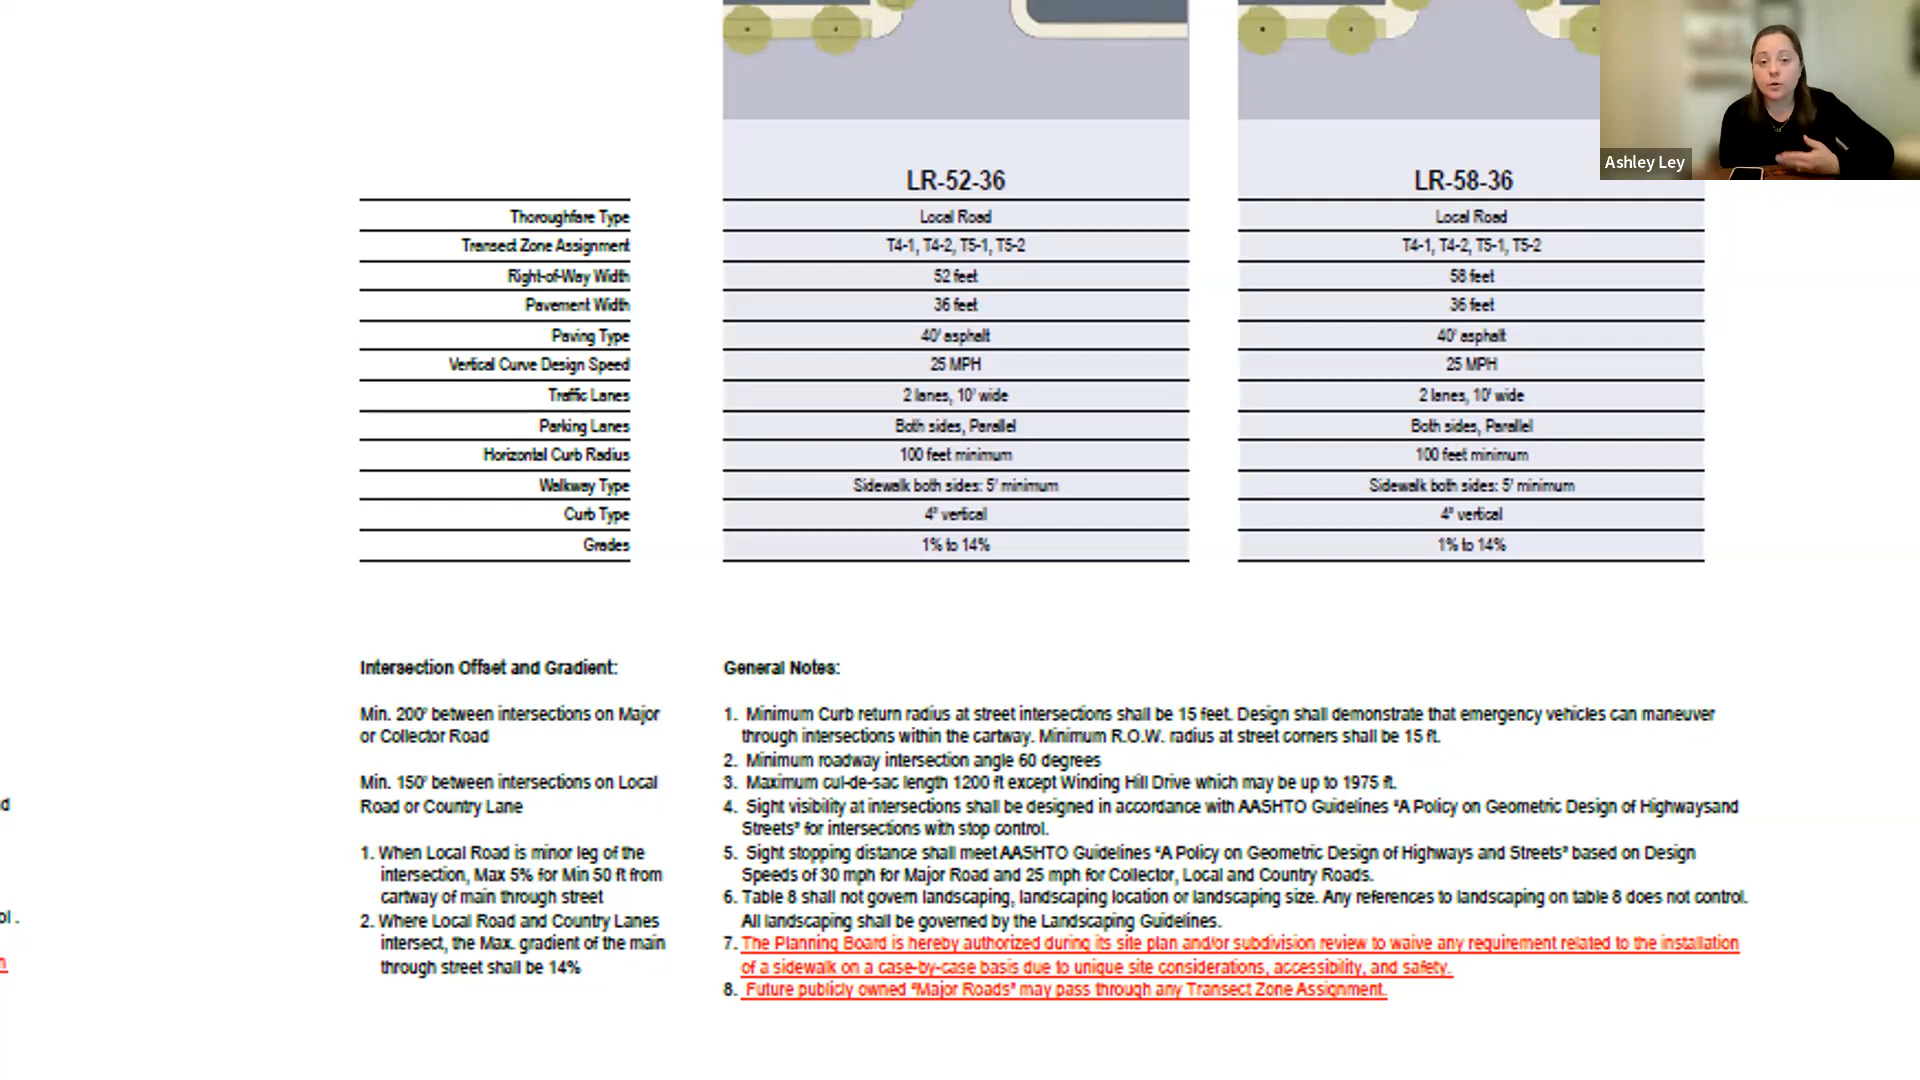 Ashley Ley
LR-52-36 LR-58-36
Thoroughfare Type Local Road Local Road
Transect Zone Assignment T4-1, T4-2, T5-1, T5-2 T4-1, T4-2, T5-1, T5-2
Right-of-Way Width 52 feet 58 feet
Pavement Width 36 feet 36 feet
Paving Type 40' asphalt 40' asphalt
Vertical Curve Design Speed 25 MPH 25 MPH
Traffic Lanes 2 lanes, 10' wide 2 lanes, 10' wide
Parking Lanes Both sides, Parallel Both sides, Parallel
Horizontal Curb Radius 100 feet minimum 100 feet minimum
Walkway Type Sidewalk both sides: 5' minimum Sidewalk both sides: 5' minimum
Curb Type 4" vertical 4" vertical
Grades 1% to 14% 1% to 14%
Intersection Offset and Gradient:
Min. 200' between intersections on Major
or Collector Road
Min. 150' between intersections on Local
Road or Country Lane
1. When Local Road is minor leg of the
intersection, Max 5% for Min 50 ft from
cartway of main through street
2. Where Local Road and Country Lanes
intersect, the Max. gradient of the main
through street shall be 14%
General Notes:
1. Minimum Curb return radius at street intersections shall be 15 feet. Design shall demonstrate that emergency vehicles can maneuver
through intersections within the cartway. Minimum R.O.W. radius at street corners shall be 15 ft.
2. Minimum roadway intersection angle 60 degrees
3. Maximum cul-de-sac length 1200 ft except Winding Hill Drive which may be up to 1975 ft.
4. Sight visibility at intersections shall be designed in accordance with AASHTO Guidelines "A Policy on Geometric Design of Highwaysand
Streets" for intersections with stop control.
5. Sight stopping distance shall meet AASHTO Guidelines "A Policy on Geometric Design of Highways and Streets" based on Design
Speeds of 30 mph for Major Road and 25 mph for Collector, Local and Country Roads.
6. Table 8 shall not govern landscaping, landscaping location or landscaping size. Any references to landscaping on table 8 does not control.
All landscaping shall be governed by the Landscaping Guidelines.
7. The Planning Board is hereby authorized during its site plan and/or subdivision review to waive any requirement related to the installation
of a sidewalk on a case-by-case basis due to unique site considerations, accessibility, and safety.
8. Future publicly owned "Major Roads" may pass through any Transect Zone Assignment.